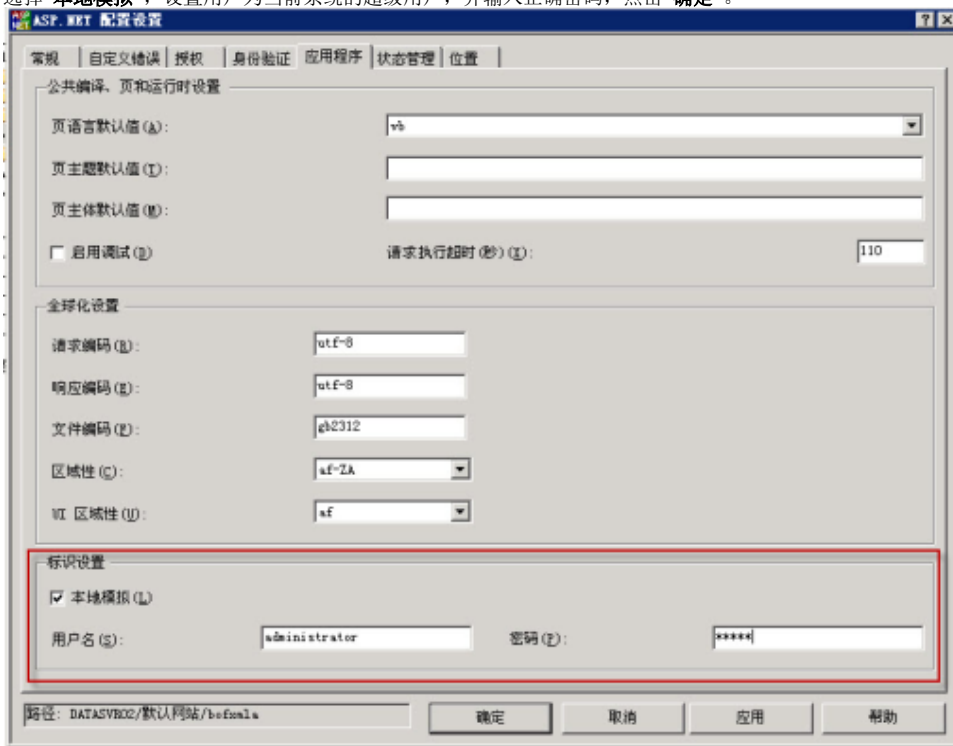 选择"本地模拟"，设置用户为当前系统的超级用户，并输入正确密码，点击"确定"。
ASP.NET 配置设置
常规 自定义错误 授权 身份验证 应用程序 状态管理 位置
公共编译、页和运行时设置
页语言默认值(A): vb
页主题默认值(T):
页主体默认值(M):
启用调试(D) 请求执行超时(秒)(X): 110
全球化设置
请求编码(R): utf-8
响应编码(E): utf-8
文件编码(F): gb2312
区域性(C): af-ZA
UI 区域性(U): af
标识设置
本地模拟(L)
用户名(S): administrator 密码(P): *****
路径: DATASVR02/默认网站/bofxmla 确定 取消 应用 帮助